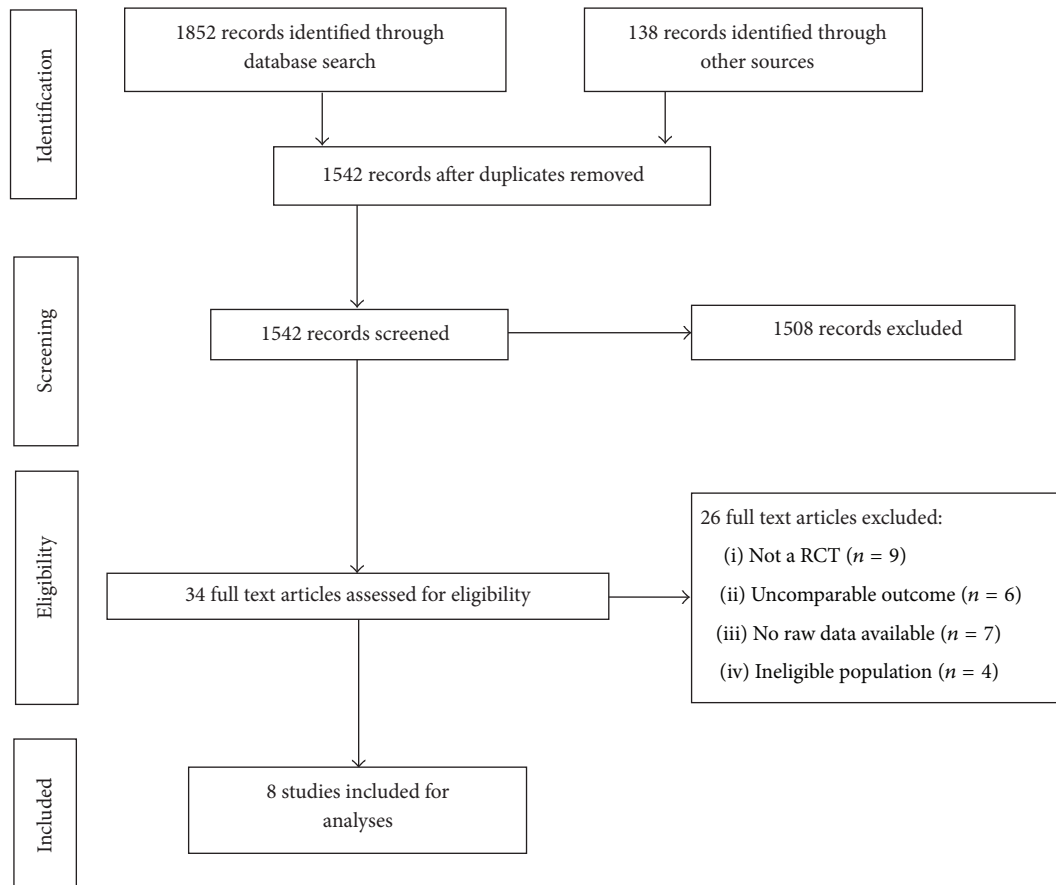 Identification
1852 records identified through
database search
138 records identified through
other sources
1542 records after duplicates removed
Screening
1542 records screened
1508 records excluded
Eligibility
34 full text articles assessed for eligibility
26 full text articles excluded:
(i) Not a RCT (n = 9)
(ii) Uncomparable outcome (n = 6)
(iii) No raw data available (n = 7)
(iv) Ineligible population (n = 4)
Included
8 studies included for
analyses